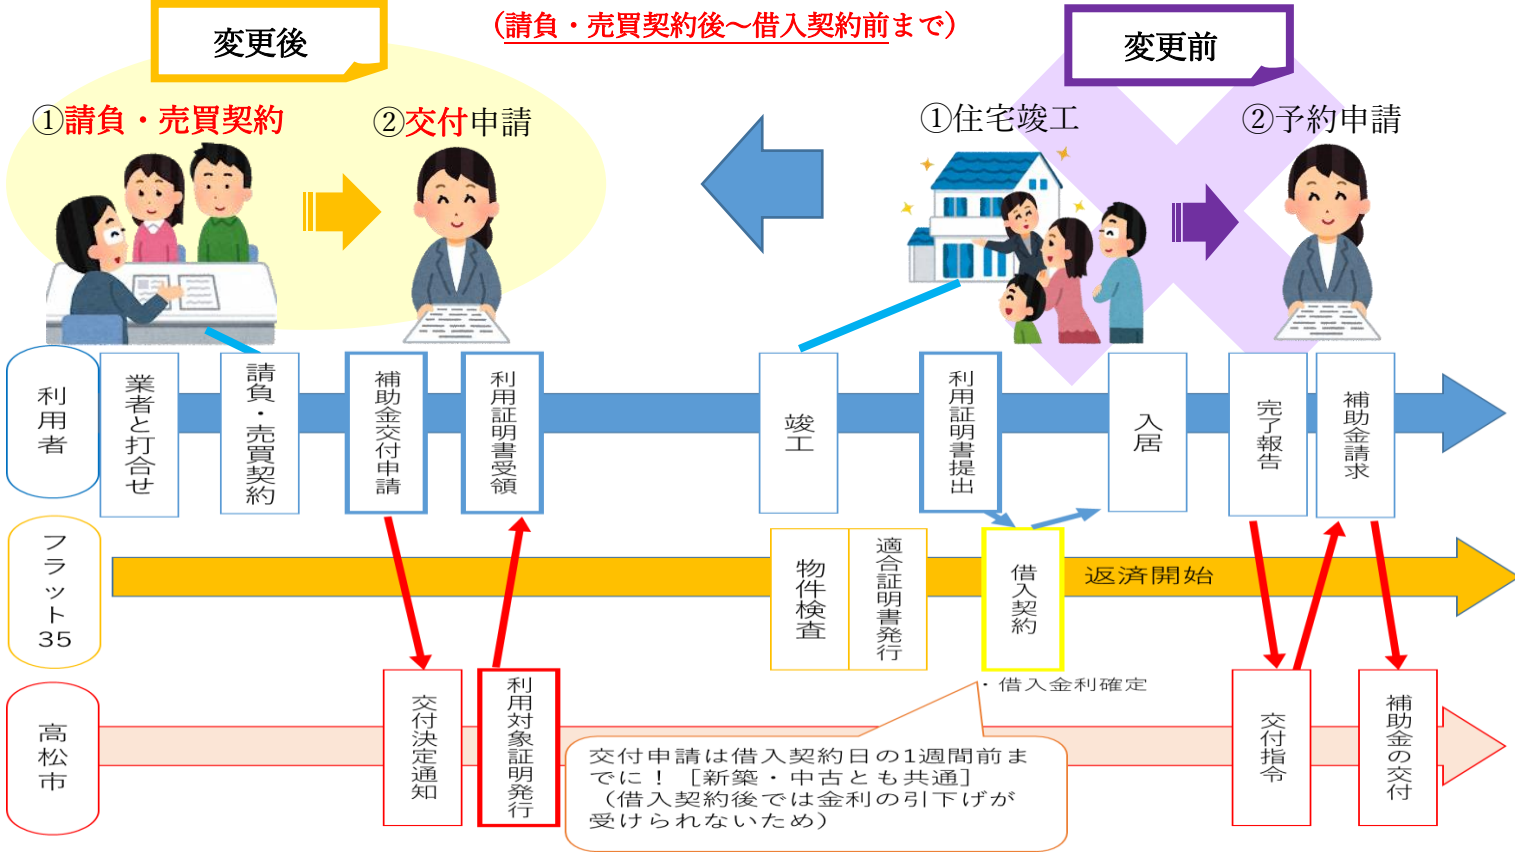 変更後
（請負・売買契約後～借入契約前まで）
変更前
①請負・売買契約
②交付申請
①住宅竣工
②予約申請
利用者
業者と打合せ
請負・売買契約
補助金交付申請
利用証明書受領
竣工
利用証明書提出
入居
完了報告
補助金請求
フラット35
物件検査
適合証明書発行
借入契約
返済開始
・借入金利確定
高松市
交付決定通知
利用対象証明発行
交付申請は借入契約日の1週間前ま
でに！［新築・中古とも共通］
（借入契約後では金利の引下げが
受けられないため）
交付指令
補助金の交付